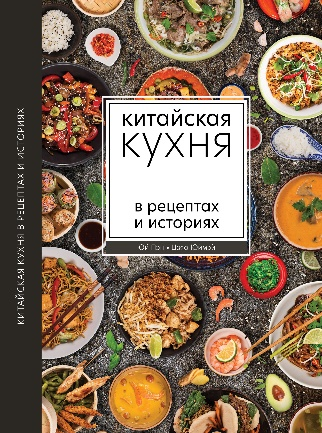 КИТАЙСКАЯ КУХНЯ В РЕЦЕПТАХ И ИСТОРИЯХ
китайская
кухня
в рецептах
и историях